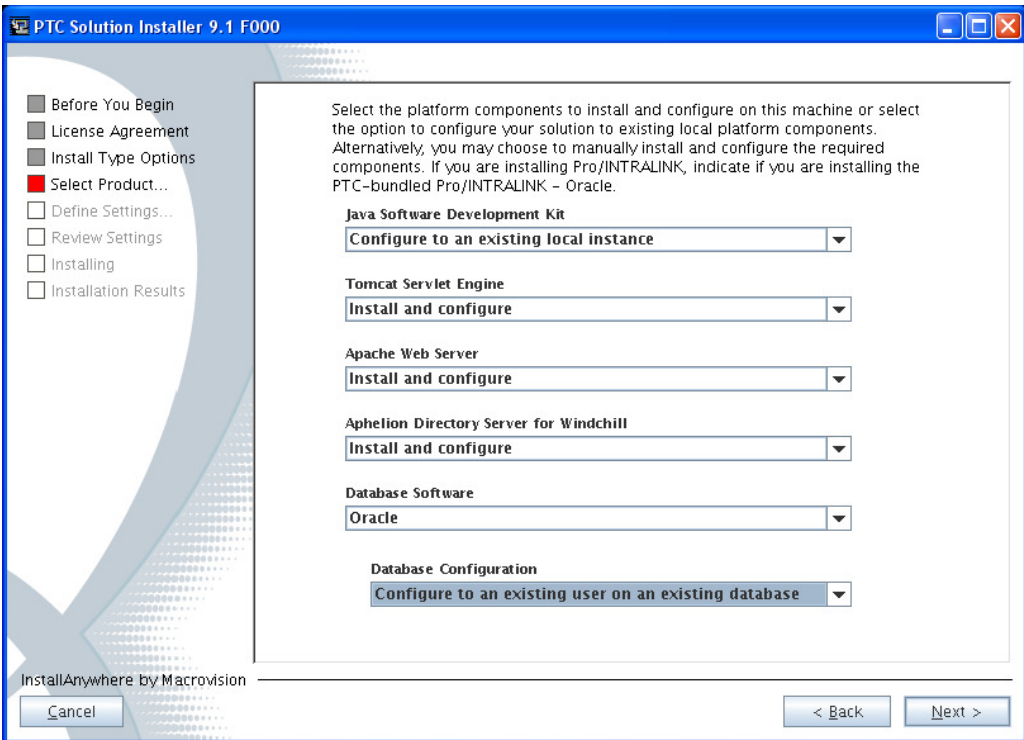 PTC Solution Installer 9.1 F000
Before You Begin
License Agreement
Install Type Options
Select Product...
Define Settings...
Review Settings
Installing
Installation Results
Select the platform components to install and configure on this machine or select
the option to configure your solution to existing local platform components.
Alternatively, you may choose to manually install and configure the required
components. If you are installing Pro/INTRALINK, indicate if you are installing the
PTC-bundled Pro/INTRALINK - Oracle.
Java Software Development Kit
Configure to an existing local instance
Tomcat Servlet Engine
Install and configure
Apache Web Server
Install and configure
Aphelion Directory Server for Windchill
Install and configure
Database Software
Oracle
Database Configuration
Configure to an existing user on an existing database
InstallAnywhere by Macrovision
Cancel
< Back
Next >